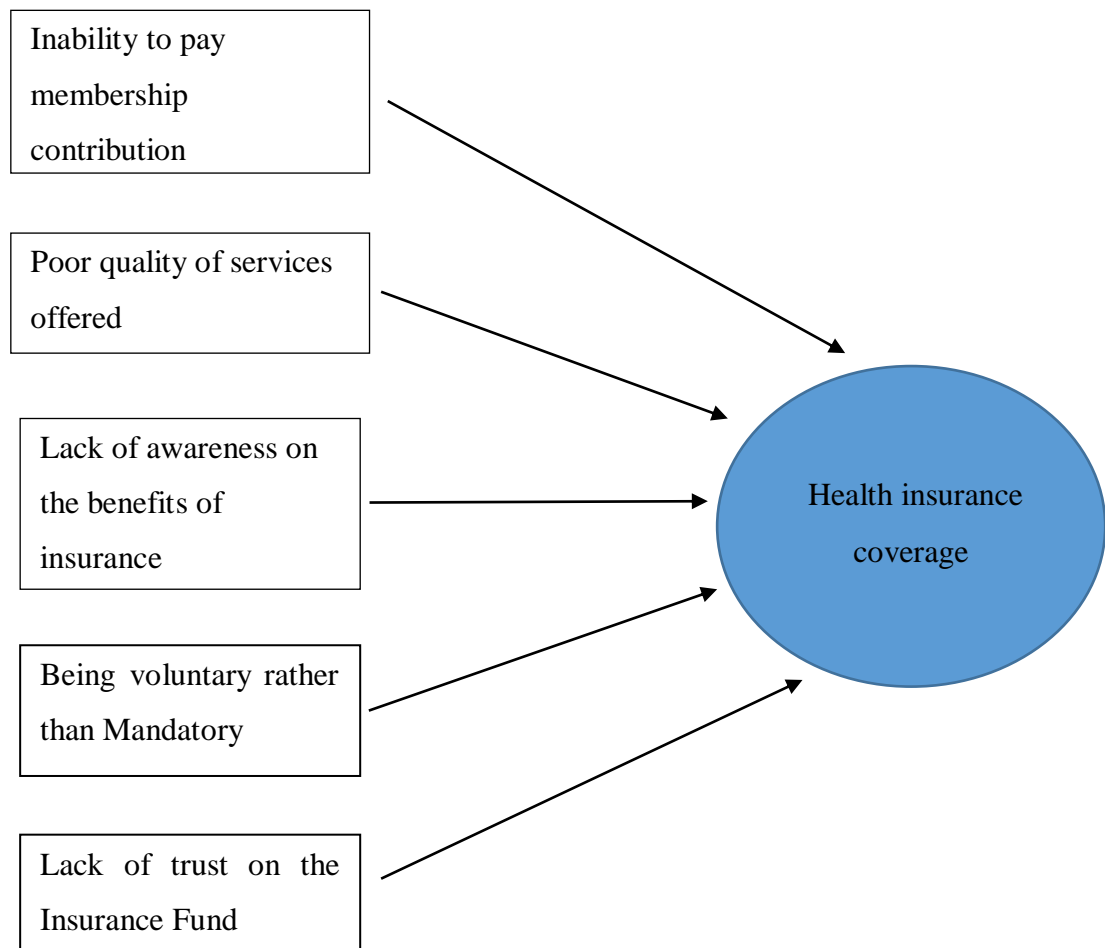 Inability to pay
membership
contribution
Poor quality of services
offered
Lack of awareness on
the benefits of
insurance
Health insurance
coverage
Being voluntary rather
than Mandatory
Lack of trust on the
Insurance Fund